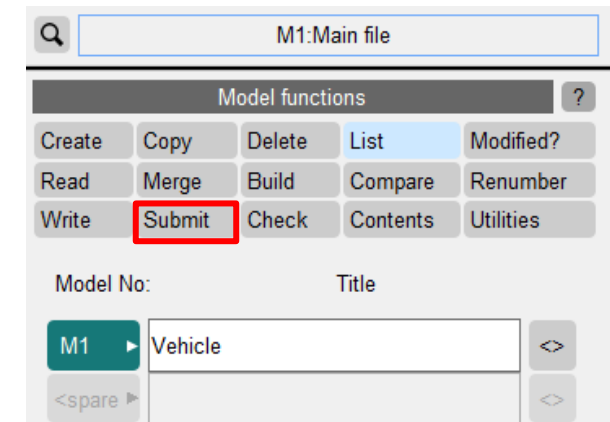 M1:Main file
Model functions ?
Create Copy Delete List Modified?
Read Merge Build Compare Renumber
Write Submit Check Contents Utilities
Model No: Title
M1 Vehicle <>
<spare <>